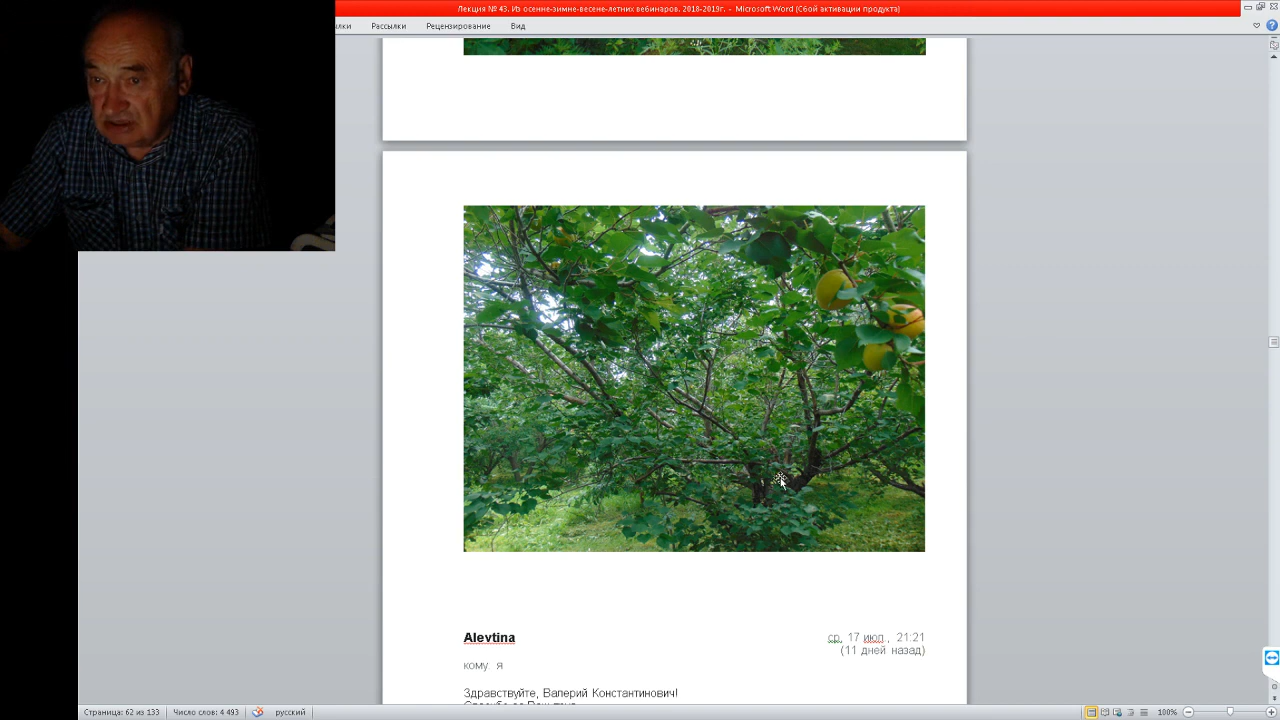 Лекция № 43. Из осенне-зимне-весене-летних вебинаров. 2018-2019г. - Microsoft Word (Сбой активации продукта)
Рассылки Рецензирование Вид
Alevtina
ср, 17 июл., 21:21
(11 дней назад)
кому я
Здравствуйте, Валерий Константинович!
Страница: 62 из 133 Число слов: 4 493 русский 100%